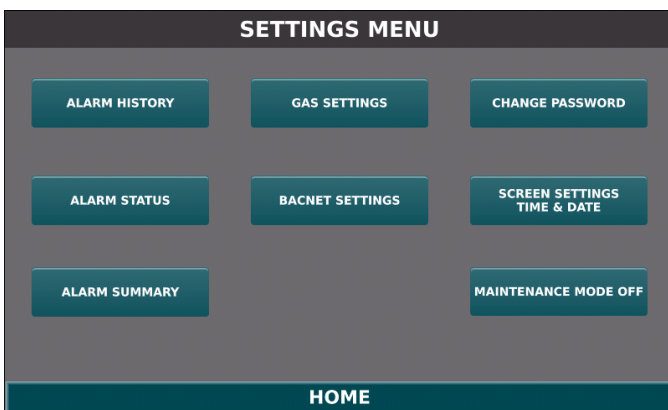 SETTINGS MENU
ALARM HISTORY
GAS SETTINGS
CHANGE PASSWORD
ALARM STATUS
BACNET SETTINGS
SCREEN SETTINGS
TIME & DATE
ALARM SUMMARY
MAINTENANCE MODE OFF
HOME